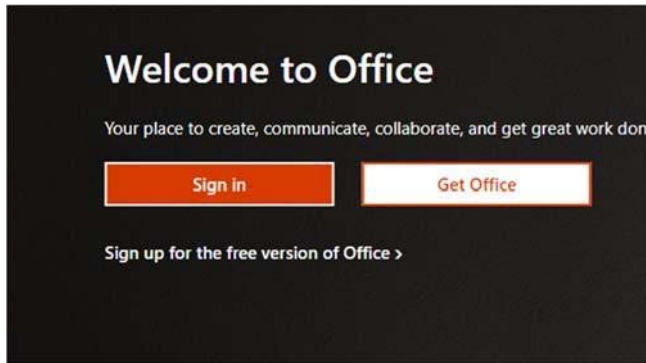 Welcome to Office
Your place to create, communicate, collaborate, and get great work don
Sign in
Get Office
Sign up for the free version of Office >